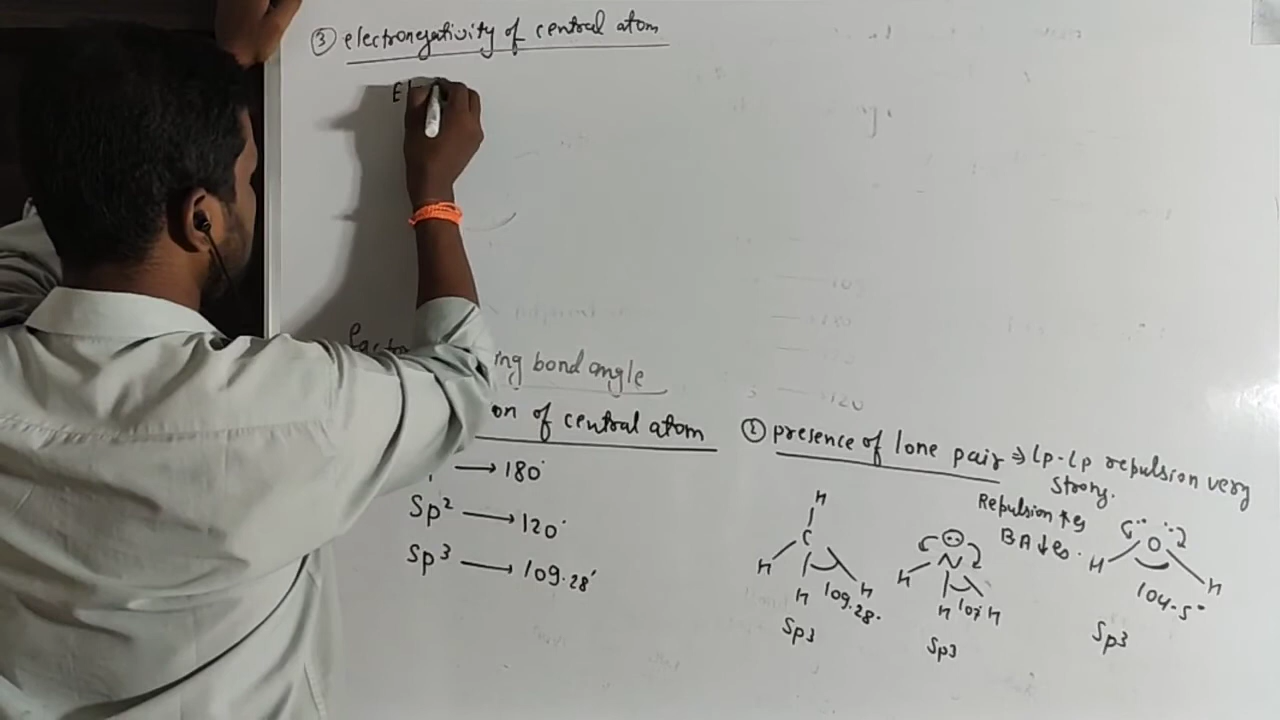 ③ electronegativity of central atom
El
Facto ing bond angle
on of central atom
⟶ 180°
Sp² ⟶ 120°
Sp³ ⟶ 109.28'
② presence of lone pair ⇒ lp-lp repulsion very
Strong.
Repulsion ↑es
BA ↓es.
H
C
H H H
109.28.
Sp3
N
H H H
107
Sp3
O
H H
104.5°
Sp3